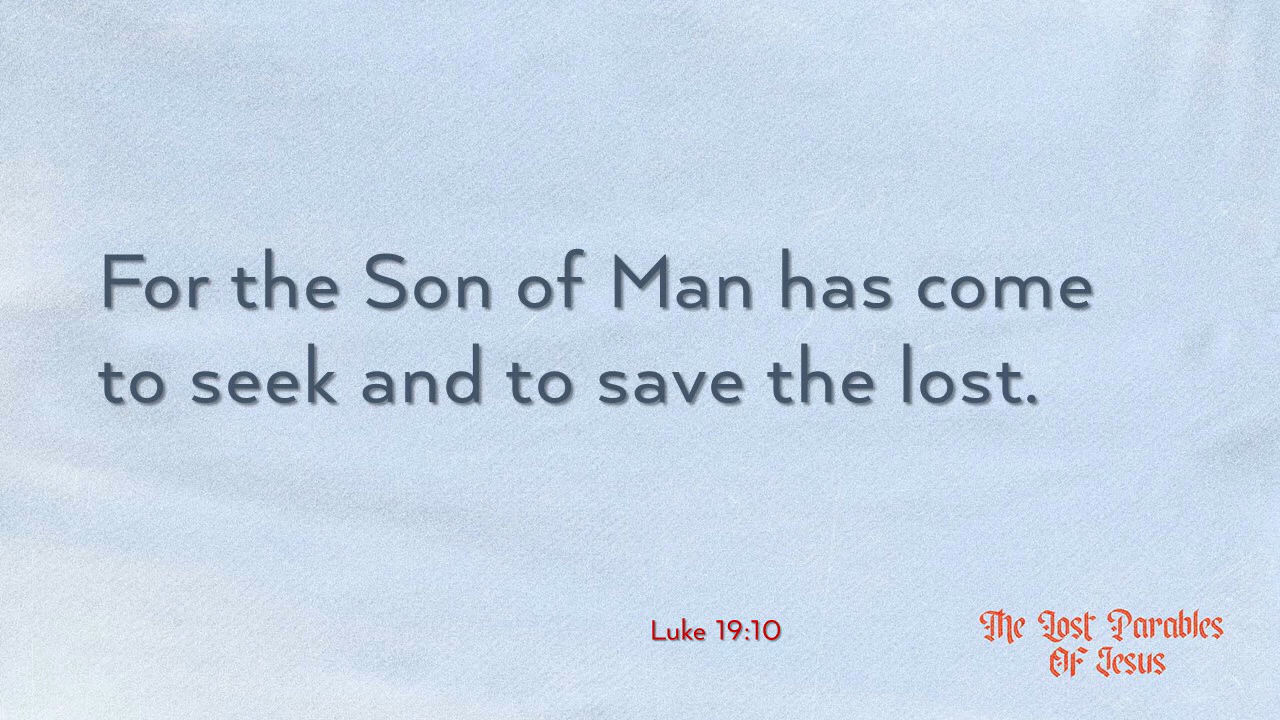 For the Son of Man has come
to seek and to save the lost.
Luke 19:10
The Lost Parables
Of Jesus